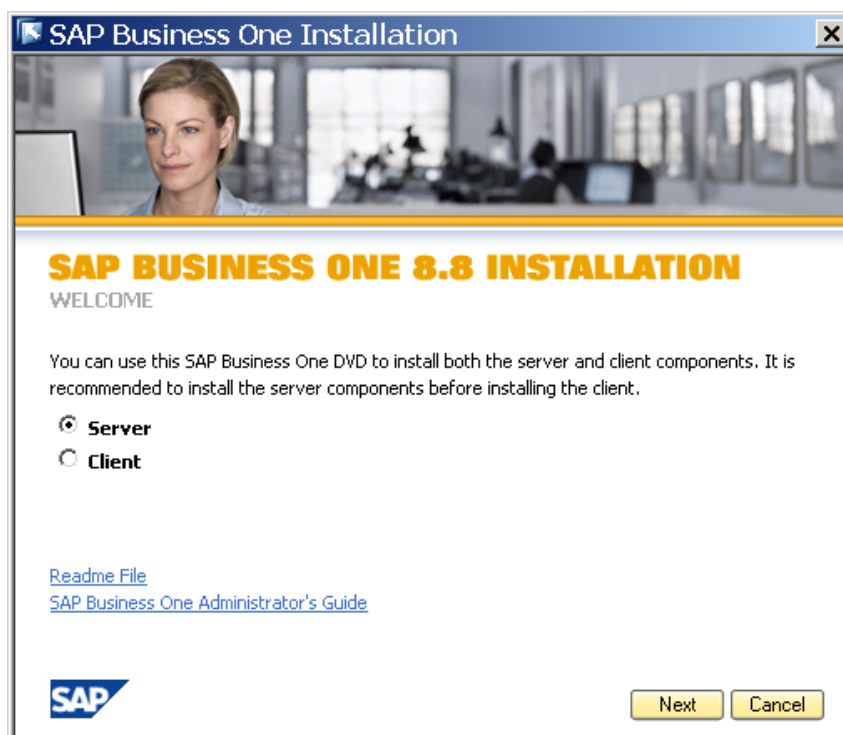 SAP Business One Installation
SAP BUSINESS ONE 8.8 INSTALLATION
WELCOME
You can use this SAP Business One DVD to install both the server and client components. It is
recommended to install the server components before installing the client.
Server
Client
Readme File
SAP Business One Administrator's Guide
SAP
Next
Cancel